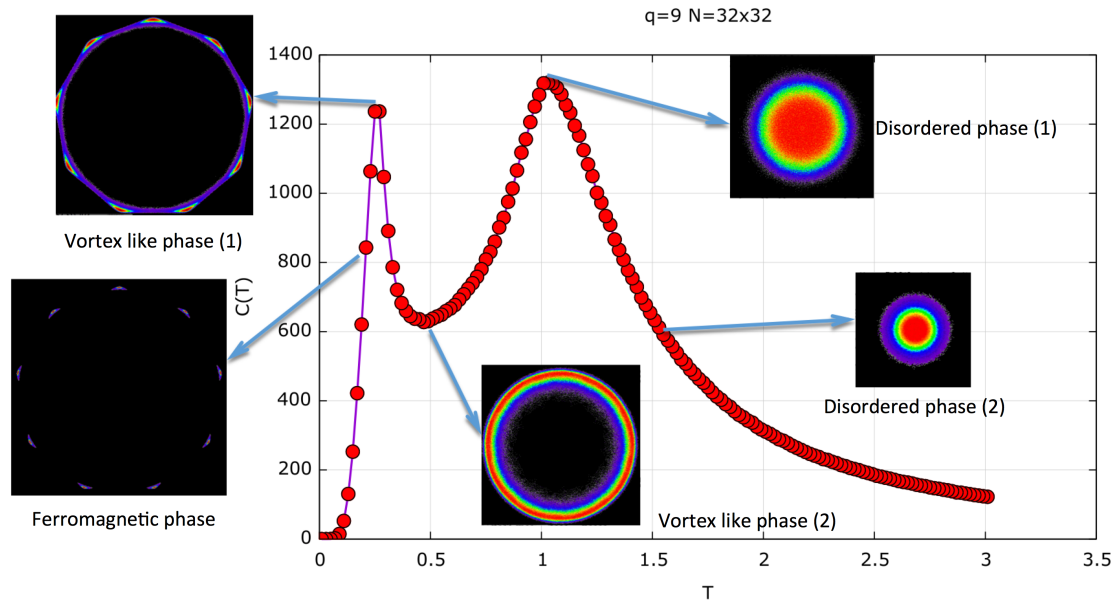 q=9 N=32x32
1400
1200
1000
800
600
400
200
0
C(T)
0
0.5
1
1.5
2
2.5
3
3.5
T
Vortex like phase (1)
Ferromagnetic phase
Vortex like phase (2)
Disordered phase (1)
Disordered phase (2)